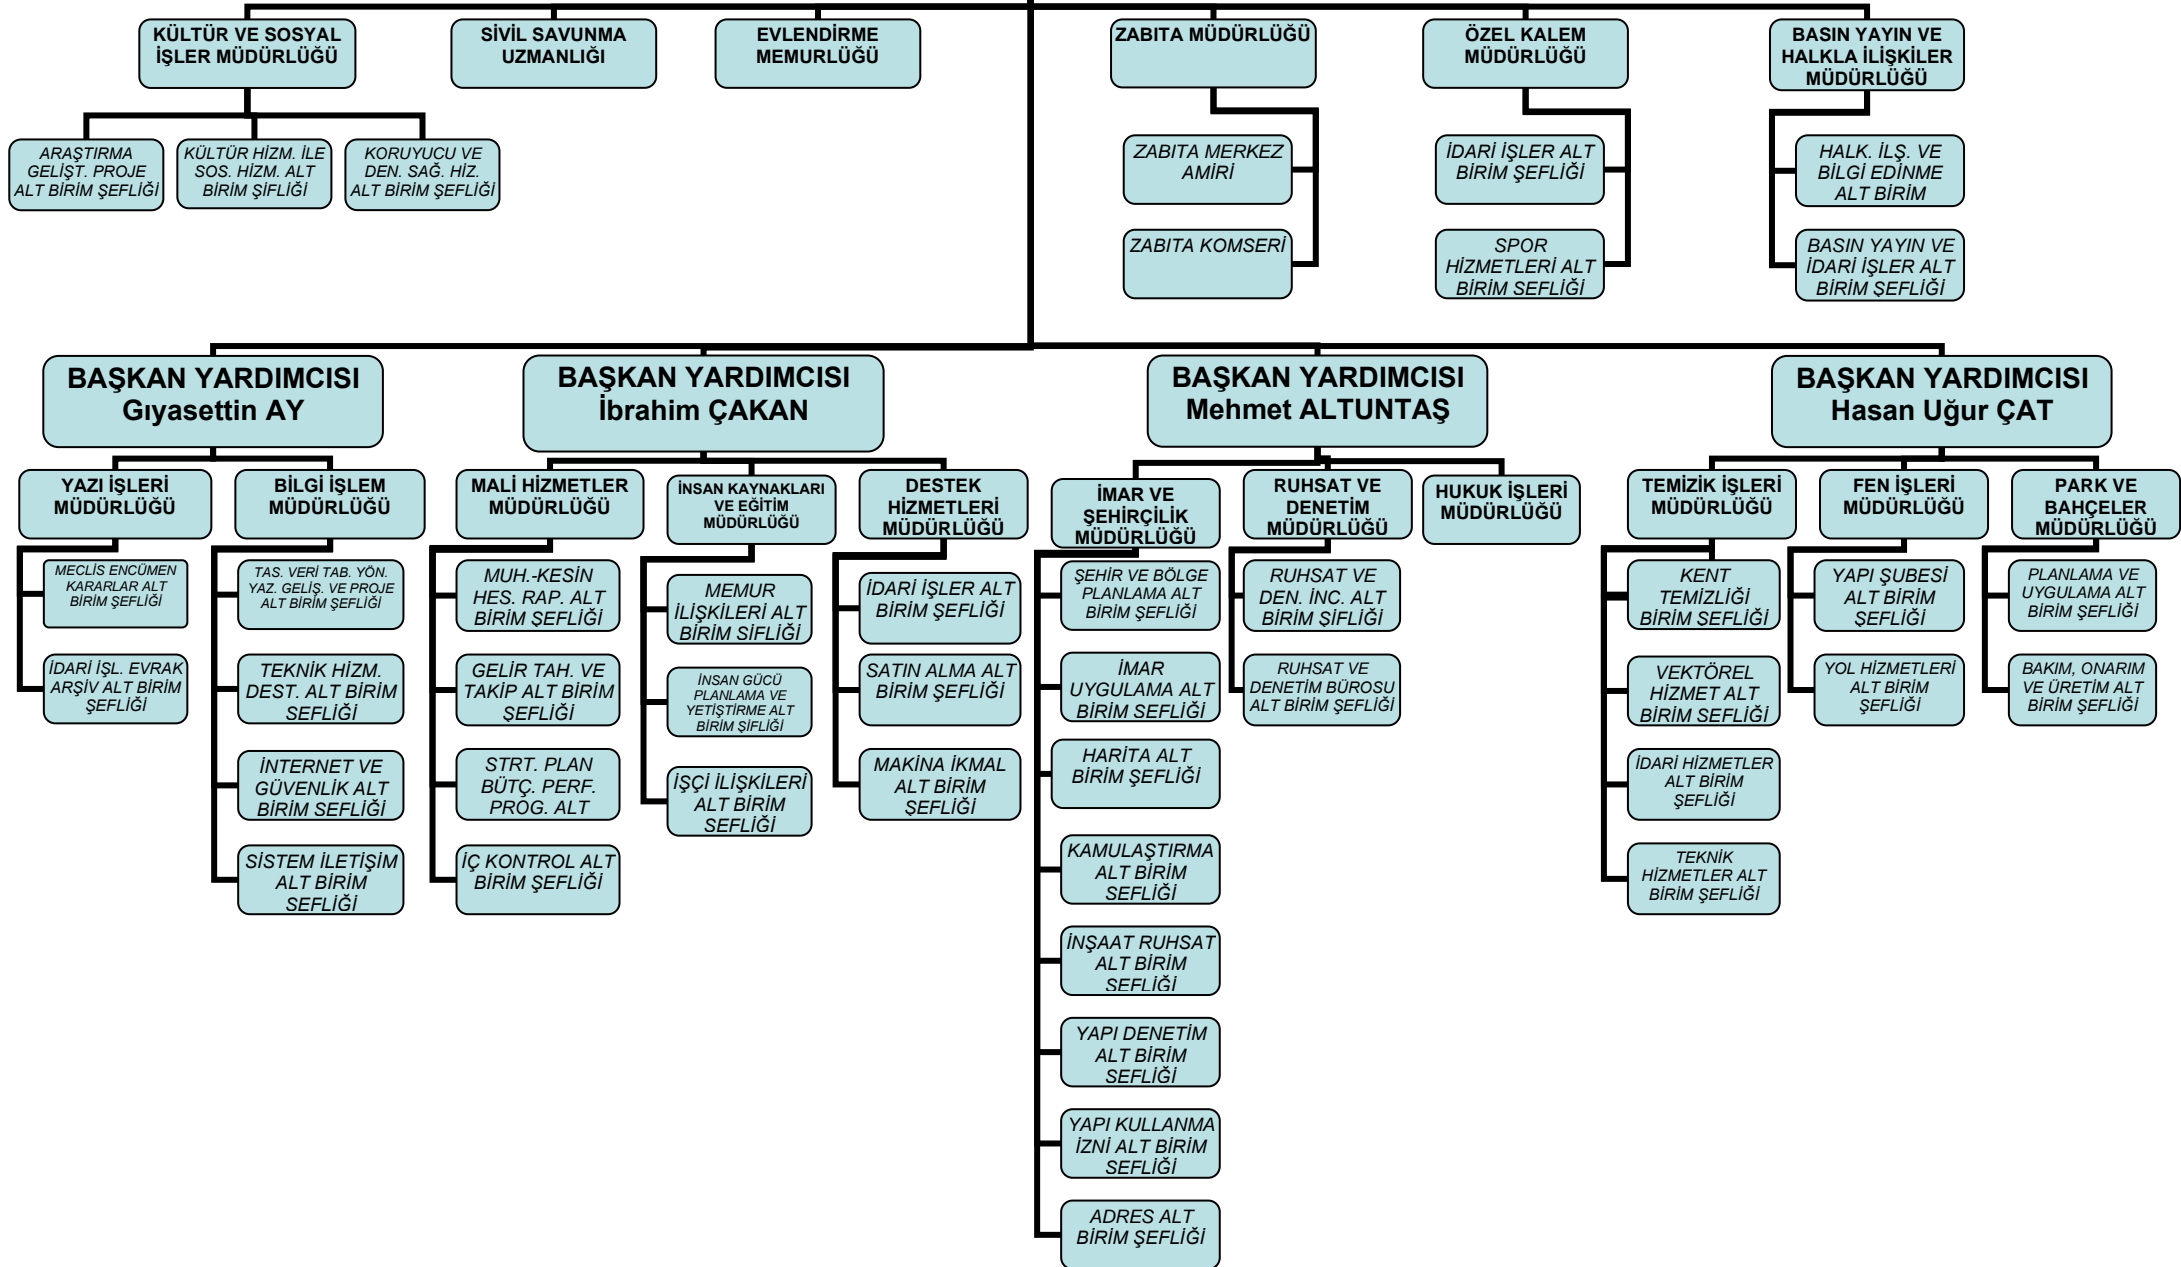 KÜLTÜR VE SOSYAL
İŞLER MÜDÜRLÜĞÜ
SİVİL SAVUNMA
UZMANLIĞI
EVLENDİRME
MEMURLUĞU
ZABITA MÜDÜRLÜĞÜ
ÖZEL KALEM
MÜDÜRLÜĞÜ
BASIN YAYIN VE
HALKLA İLİŞKİLER
MÜDÜRLÜĞÜ
ARAŞTIRMA
GELİŞT. PROJE
ALT BİRİM ŞEFLİĞİ
KÜLTÜR HİZM. İLE
SOS. HİZM. ALT
BİRİM ŞİFLİĞİ
KORUYUCU VE
DEN. SAĞ. HİZ.
ALT BİRİM ŞEFLİĞİ
ZABITA MERKEZ
AMİRİ
ZABITA KOMSERİ
İDARİ İŞLER ALT
BİRİM ŞEFLİĞİ
SPOR
HİZMETLERİ ALT
BİRİM SEFLİĞİ
HALK. İLŞ. VE
BİLGİ EDİNME
ALT BİRİM
BASIN YAYIN VE
İDARİ İŞLER ALT
BİRİM ŞEFLİĞİ
BAŞKAN YARDIMCISI
Gıyasettin AY
BAŞKAN YARDIMCISI
İbrahim ÇAKAN
BAŞKAN YARDIMCISI
Mehmet ALTUNTAŞ
BAŞKAN YARDIMCISI
Hasan Uğur ÇAT
YAZI İŞLERİ
MÜDÜRLÜĞÜ
BİLGİ İŞLEM
MÜDÜRLÜĞÜ
MALİ HİZMETLER
MÜDÜRLÜĞÜ
İNSAN KAYNAKLARI
VE EĞİTİM
MÜDÜRLÜĞÜ
DESTEK
HİZMETLERİ
MÜDÜRLÜĞÜ
İMAR VE
ŞEHİRÇİLİK
MÜDÜRLÜĞÜ
RUHSAT VE
DENETİM
MÜDÜRLÜĞÜ
HUKUK İŞLERİ
MÜDÜRLÜĞÜ
TEMİZİK İŞLERİ
MÜDÜRLÜĞÜ
FEN İŞLERİ
MÜDÜRLÜĞÜ
PARK VE
BAHÇELER
MÜDÜRLÜĞÜ
MECLİS ENCÜMEN
KARARLAR ALT
BİRİM ŞEFLİĞİ
İDARİ İŞL. EVRAK
ARŞİV ALT BİRİM
ŞEFLİĞİ
TAS. VERİ TAB. YÖN.
YAZ. GELİŞ. VE PROJE
ALT BİRİM ŞEFLİĞİ
TEKNİK HİZM.
DEST. ALT BİRİM
SEFLİĞİ
İNTERNET VE
GÜVENLİK ALT
BİRİM SEFLİĞİ
SİSTEM İLETİŞİM
ALT BİRİM
SEFLİĞİ
MUH.-KESİN
HES. RAP. ALT
BİRİM ŞEFLİĞİ
GELİR TAH. VE
TAKİP ALT BİRİM
ŞEFLİĞİ
STRT. PLAN
BÜTÇ. PERF.
PROG. ALT
İÇ KONTROL ALT
BİRİM ŞEFLİĞİ
MEMUR
İLİŞKİLERİ ALT
BİRİM SİFLİĞİ
İNSAN GÜCÜ
PLANLAMA VE
YETİŞTİRME ALT
BİRİM ŞİFLİĞİ
İŞÇİ İLİŞKİLERİ
ALT BİRİM
SEFLİĞİ
İDARİ İŞLER ALT
BİRİM ŞEFLİĞİ
SATIN ALMA ALT
BİRİM ŞEFLİĞİ
MAKİNA İKMAL
ALT BİRİM
ŞEFLİĞİ
ŞEHİR VE BÖLGE
PLANLAMA ALT
BİRİM ŞEFLİĞİ
İMAR
UYGULAMA ALT
BİRİM SEFLİĞİ
HARİTA ALT
BİRİM ŞEFLİĞİ
KAMULAŞTIRMA
ALT BİRİM
SEFLİĞİ
İNŞAAT RUHSAT
ALT BİRİM
SEFLİĞİ
YAPI DENETİM
ALT BİRİM
SEFLİĞİ
YAPI KULLANMA
İZNİ ALT BİRİM
SEFLİĞİ
ADRES ALT
BİRİM ŞEFLİĞİ
RUHSAT VE
DEN. İNC. ALT
BİRİM ŞİFLİĞİ
RUHSAT VE
DENETİM BÜROSU
ALT BİRİM ŞEFLİĞİ
KENT
TEMİZLİĞİ
BİRİM SEFLİĞİ
VEKTÖREL
HİZMET ALT
BİRİM SEFLİĞİ
İDARİ HİZMETLER
ALT BİRİM
ŞEFLİĞİ
TEKNİK
HİZMETLER ALT
BİRİM ŞEFLİĞİ
YAPI ŞUBESİ
ALT BİRİM
ŞEFLİĞİ
YOL HİZMETLERİ
ALT BİRİM
ŞEFLİĞİ
PLANLAMA VE
UYGULAMA ALT
BİRİM ŞEFLİĞİ
BAKIM, ONARIM
VE ÜRETİM ALT
BİRİM ŞEFLİĞİ